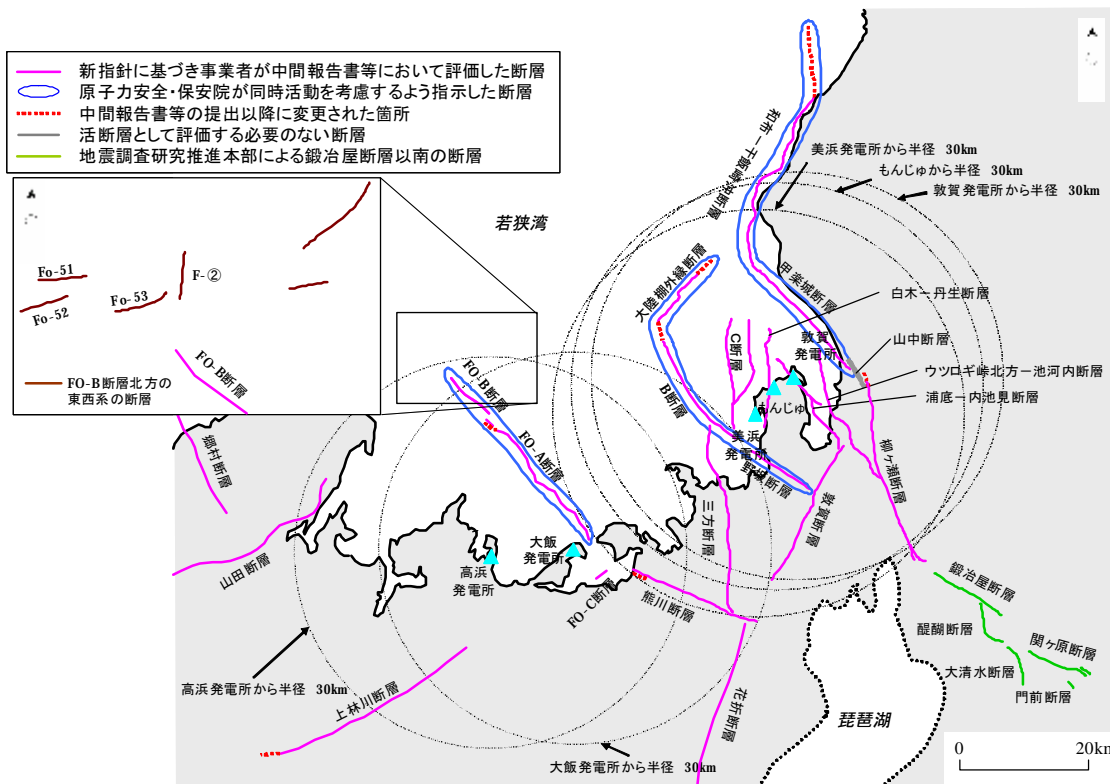 新指針に基づき事業者が中間報告書等において評価した断層
原子力安全・保安院が同時活動を考慮するよう指示した断層
中間報告書等の提出以降に変更された箇所
活断層として評価する必要のない断層
地震調査研究推進本部による鍛冶屋断層以南の断層
Fo-51
Fo-52
Fo-53
F-②
FO-B断層北方の
東西系の断層
若狭湾
和布－干飯崎沖断層
美浜発電所から半径 30km
もんじゅから半径 30km
敦賀発電所から半径 30km
大陸棚外縁断層
甲楽城断層
白木－丹生断層
C断層
敦賀
発電所
山中断層
ウツロギ峠北方－池河内断層
浦底－内池見断層
B断層
もんじゅ
美浜
発電所
野坂断層
柳ヶ瀬断層
敦賀断層
三方断層
FO-B断層
FO-B断層
FO-A断層
郷村断層
山田断層
大飯
発電所
高浜
発電所
FO-C断層
熊川断層
鍛冶屋断層
醍醐断層
関ヶ原断層
大清水断層
門前断層
高浜発電所から半径 30km
上林川断層
花折断層
琵琶湖
大飯発電所から半径 30km
0
20km